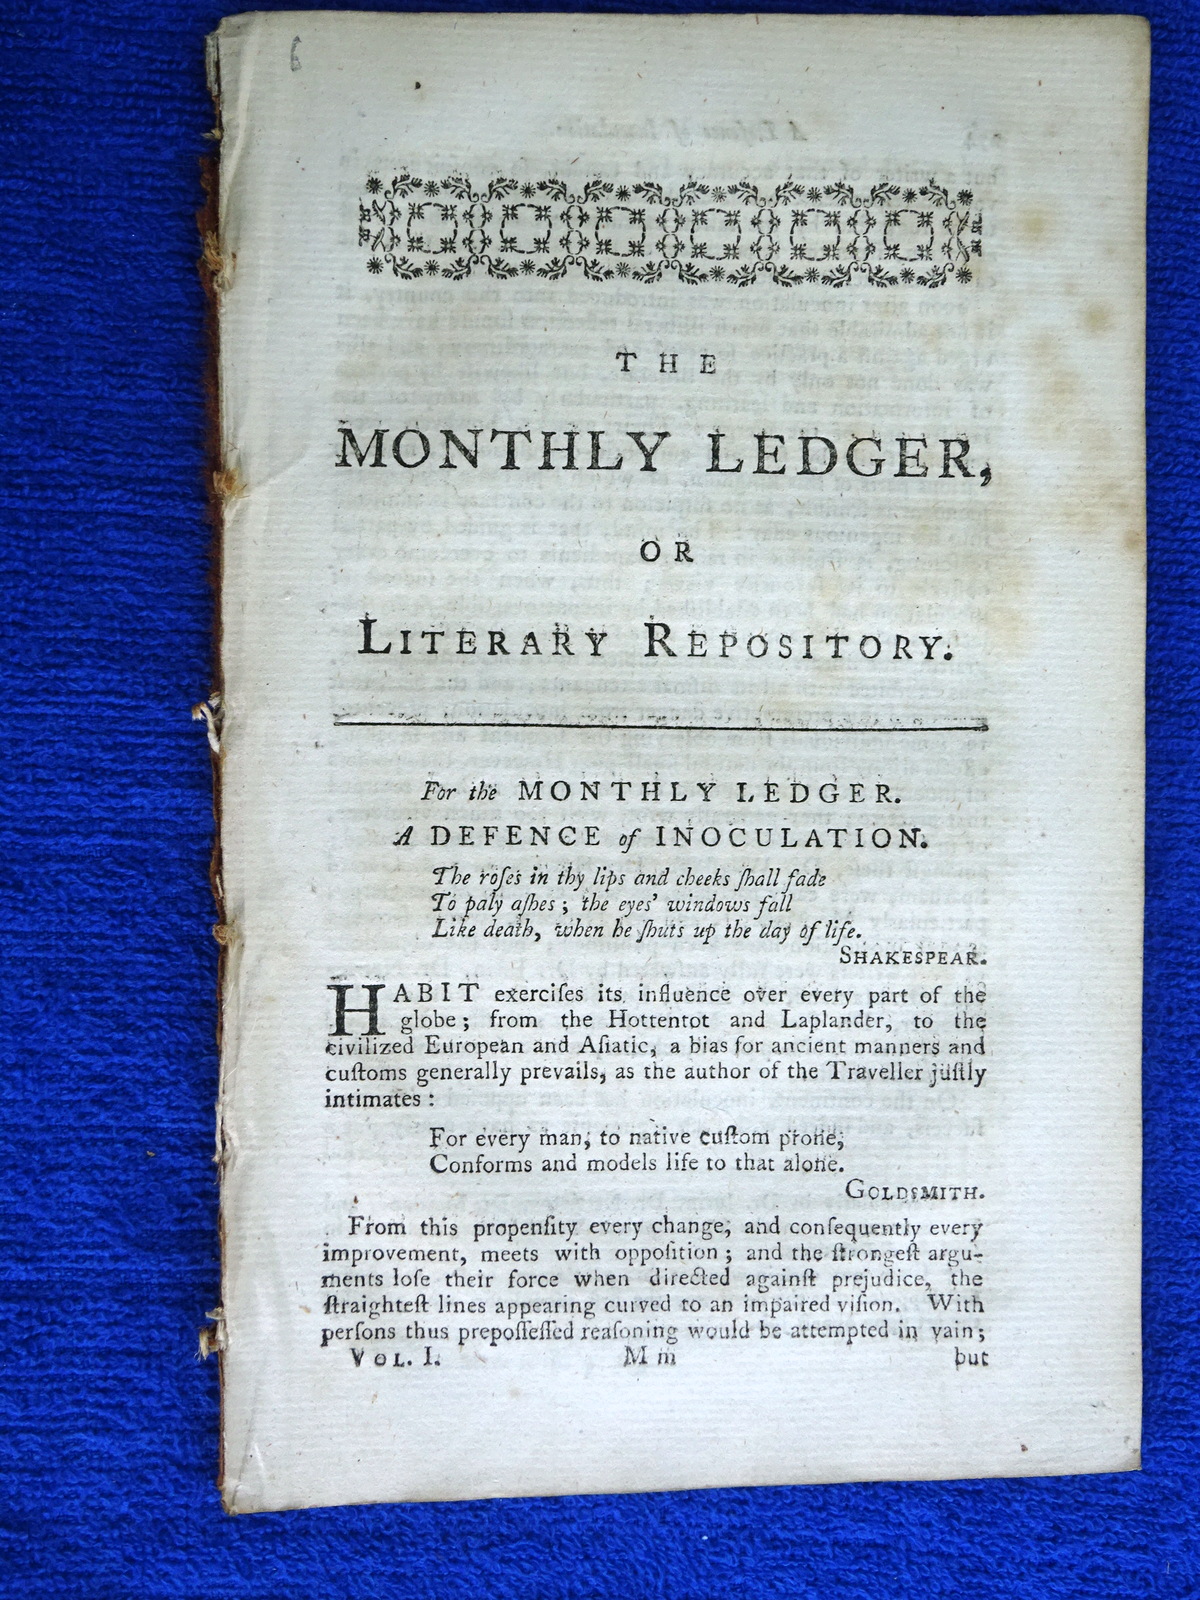 THE
MONTHLY LEDGER,
OR
LITERARY REPOSITORY.
For the MONTHLY LEDGER.
A DEFENCE of INOCULATION.
The roſes in thy lips and cheeks ſhall fade
To paly aſhes; the eyes' windows fall
Like death, when he ſhuts up the day of life.
SHAKESPEAR.
HABIT exerciſes its influence over every part of the
globe; from the Hottentot and Laplander, to the
civilized European and Aſiatic, a bias for ancient manners and
cuſtoms generally prevails, as the author of the Traveller juſtly
intimates:
For every man, to native cuſtom prone,
Conforms and models life to that alone.
GOLDSMITH.
From this propenſity every change, and conſequently every
improvement, meets with oppoſition; and the ſtrongeſt argu-
ments loſe their force when directed againſt prejudice, the
ſtraighteſt lines appearing curved to an impaired viſion. With
perſons thus prepoſſeſſed reaſoning would be attempted in vain;
VOL. I. M m but